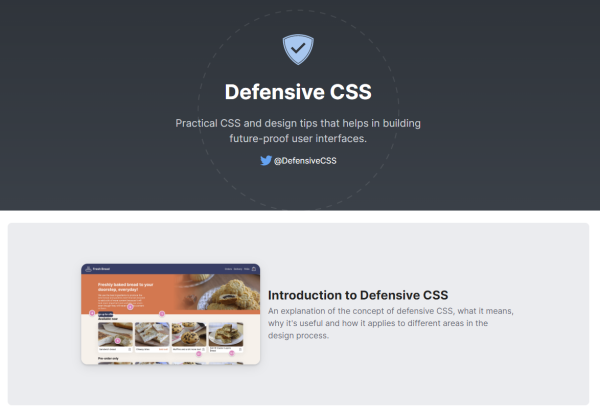 Defensive CSS
Practical CSS and design tips that helps in building
future-proof user interfaces.
@DefensiveCSS
Freshly baked bread to your
doorstep, everyday!
Introduction to Defensive CSS
An explanation of the concept of defensive CSS, what it means,
why it's useful and how it applies to different areas in the
design process.